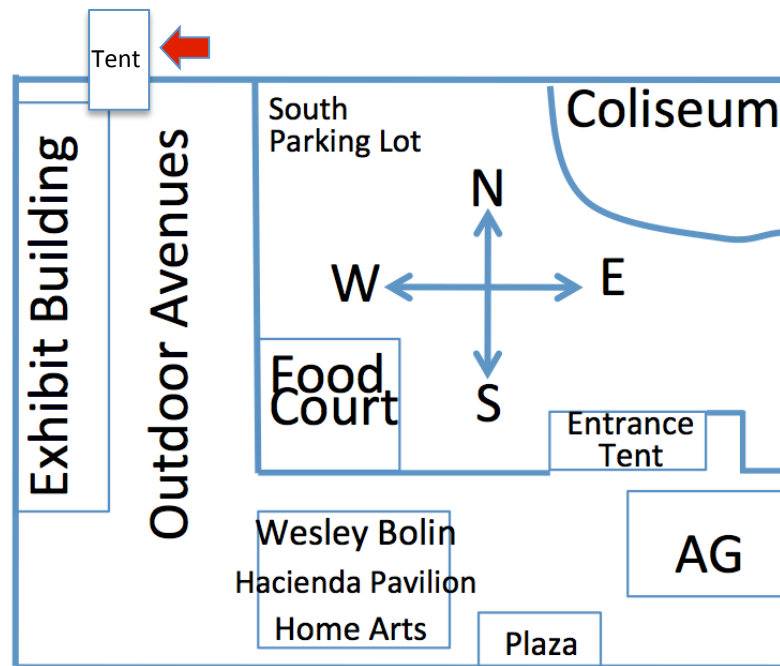 Tent
South
Parking Lot
Coliseum
N
W
E
S
Exhibit Building
Outdoor Avenues
Food
Court
Entrance
Tent
Wesley Bolin
Hacienda Pavilion
Home Arts
AG
Plaza